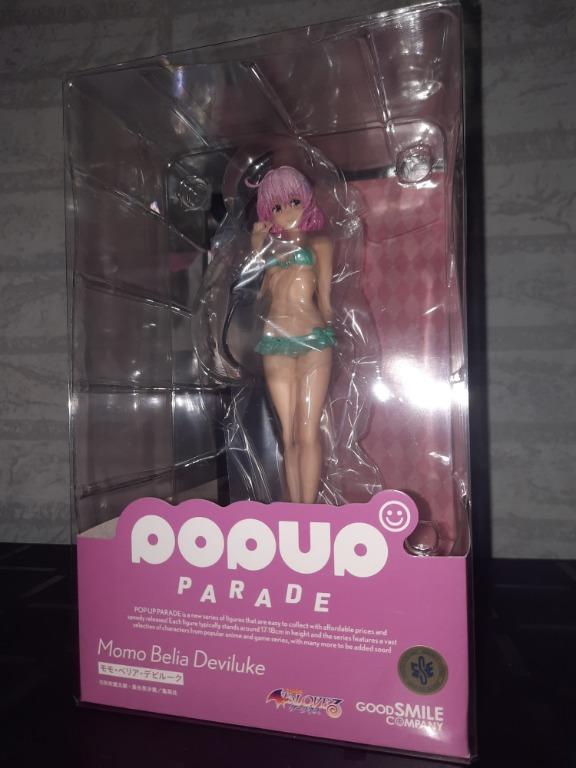 POPUP
PARADE
POP UP PARADE is a new series of figures that are easy to collect with affordable prices and
speedy releases! Each figure typically stands around 17-18cm in height and the series features a vast
selection of characters from popular anime and game series, with many more to be added soon!
Momo Belia Deviluke
モモ・ベリア・デビルーク
GOOD SMILE
COMPANY